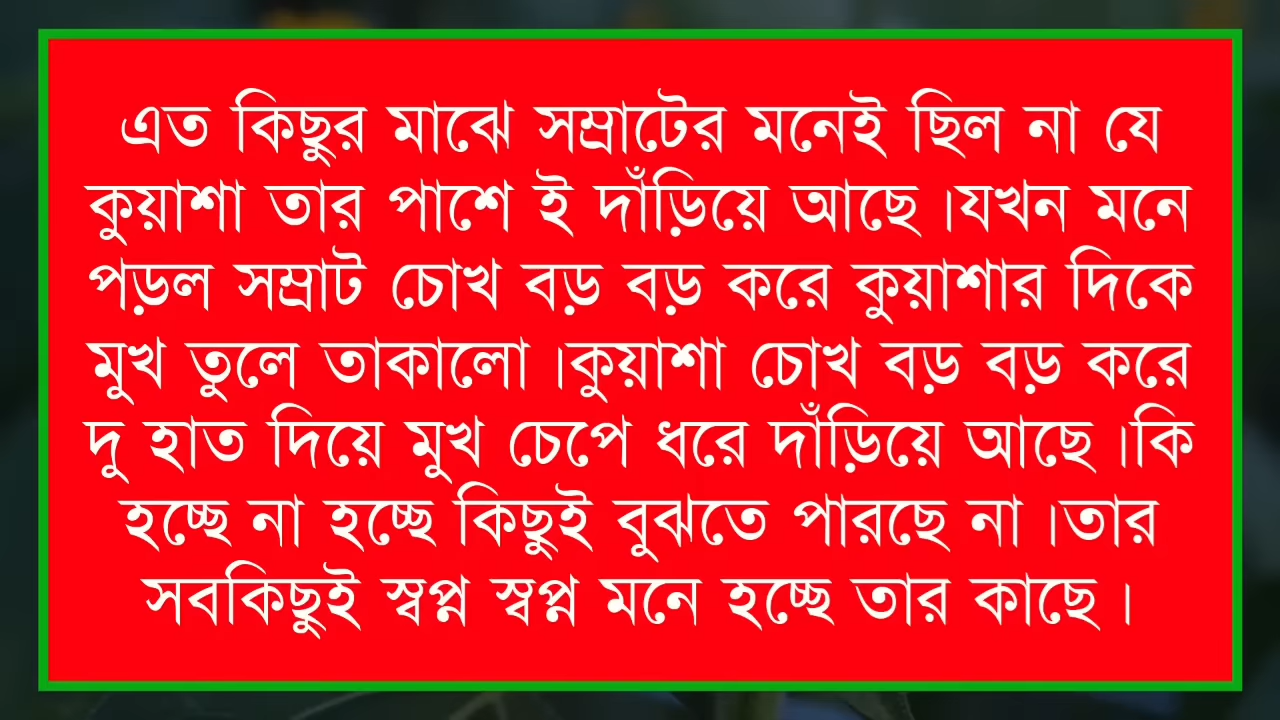 এত কিছুর মাঝে সম্রাটের মনেই ছিল না যে
কুয়াশা তার পাশে ই দাঁড়িয়ে আছে ।যখন মনে
পড়ল সম্রাট চোখ বড় বড় করে কুয়াশার দিকে
মুখ তুলে তাকালো ।কুয়াশা চোখ বড় বড় করে
দু হাত দিয়ে মুখ চেপে ধরে দাঁড়িয়ে আছে ।কি
হচ্ছে না হচ্ছে কিছুই বুঝতে পারছে না ।তার
সবকিছুই স্বপ্ন স্বপ্ন মনে হচ্ছে তার কাছে ।